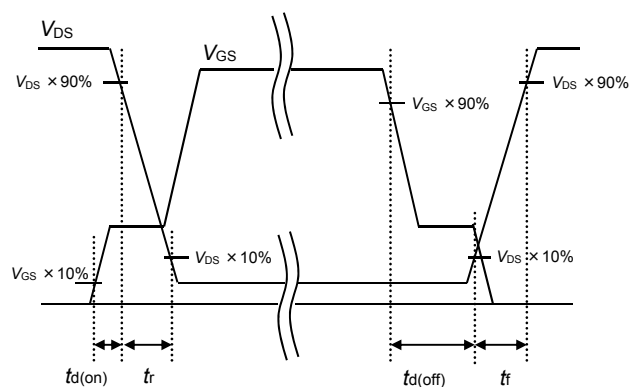 VDS
VGS
VDS × 90%
VGS × 90%
VDS × 90%
VGS × 10%
VDS × 10%
VDS × 10%
td(on)
tr
td(off)
tf